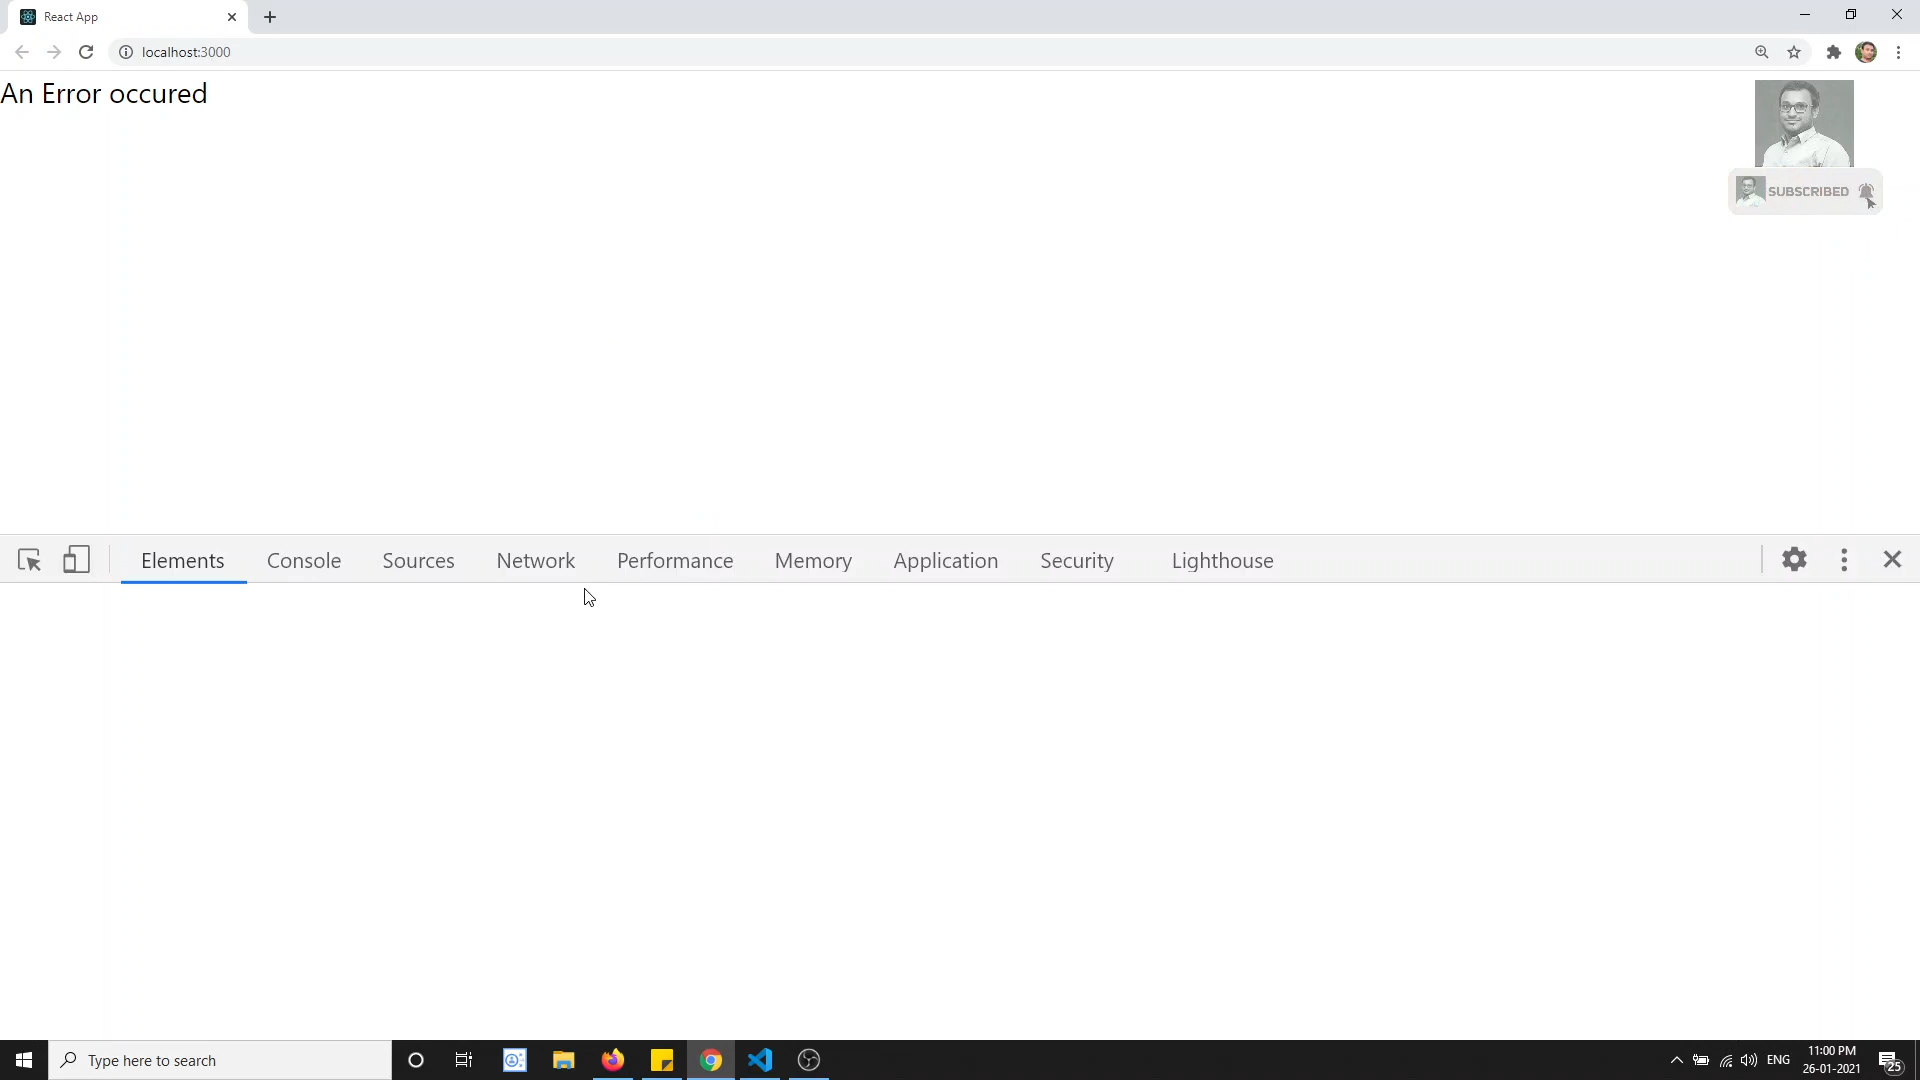 React App
localhost:3000
An Error occured
SUBSCRIBED
Elements Console Sources Network Performance Memory Application Security Lighthouse
Type here to search
ENG
11:00 PM
26-01-2021
25